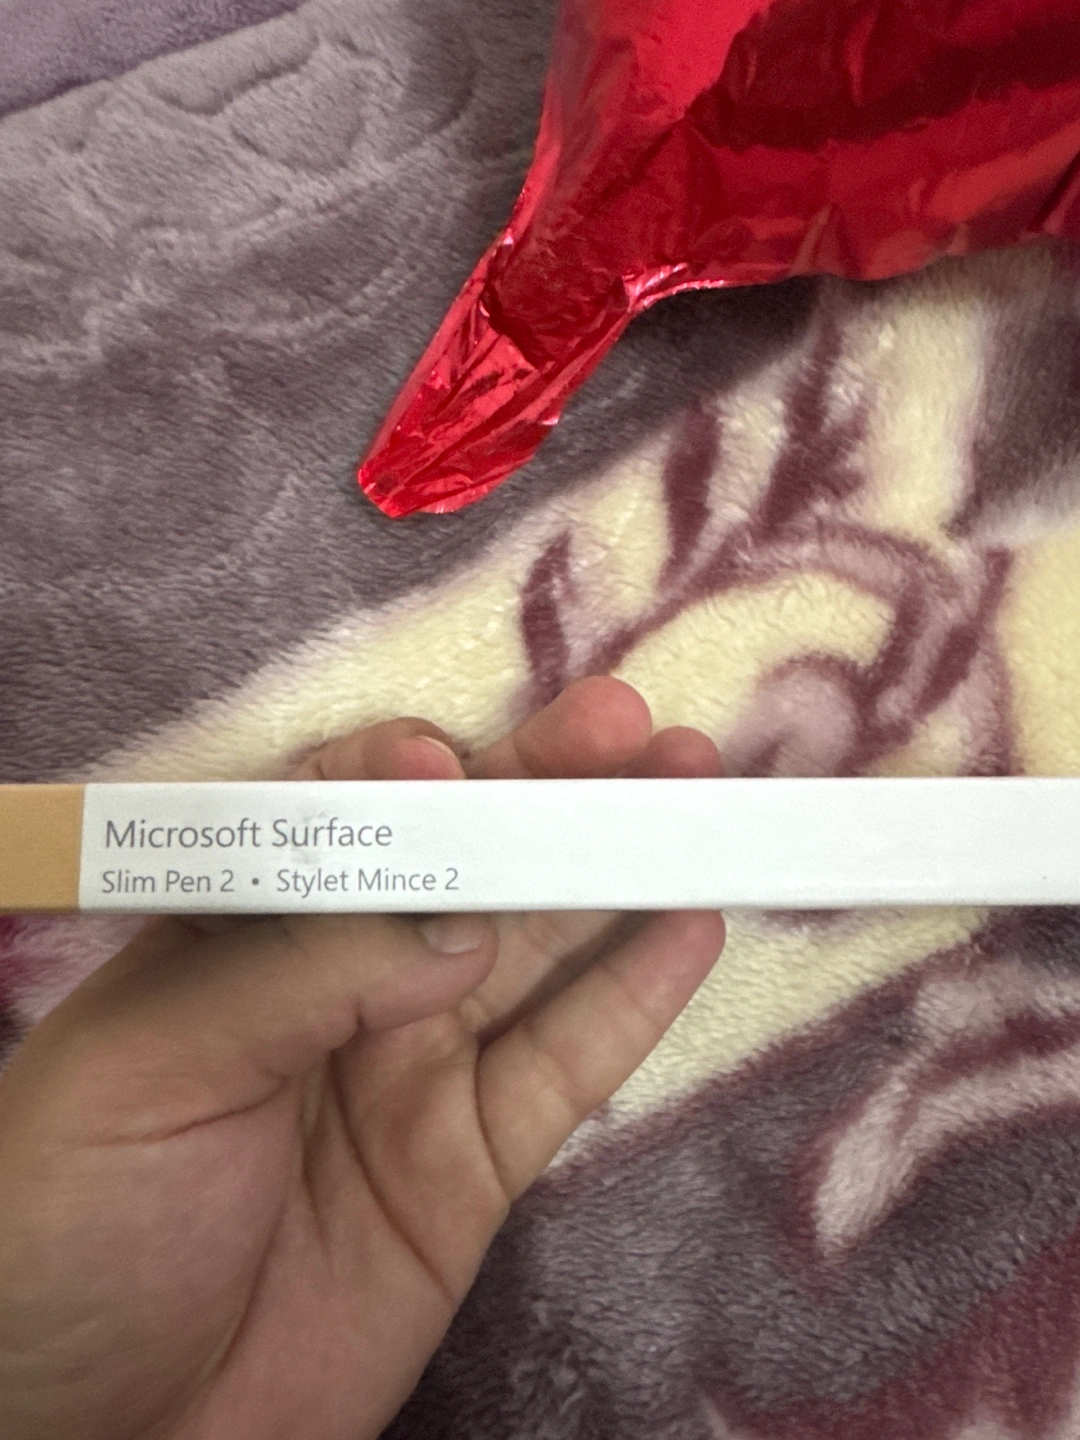 Microsoft Surface
Slim Pen 2 • Stylet Mince 2